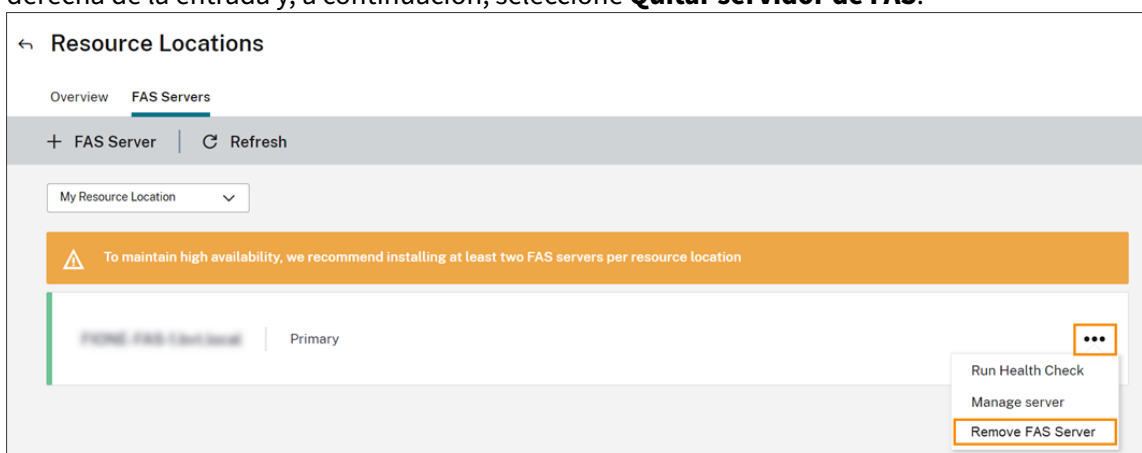 derecha de la entrada y, a continuación, seleccione Quitar servidor de FAS.
Resource Locations
Overview FAS Servers
+ FAS Server Refresh
My Resource Location
To maintain high availability, we recommend installing at least two FAS servers per resource location
Primary
Run Health Check
Manage server
Remove FAS Server